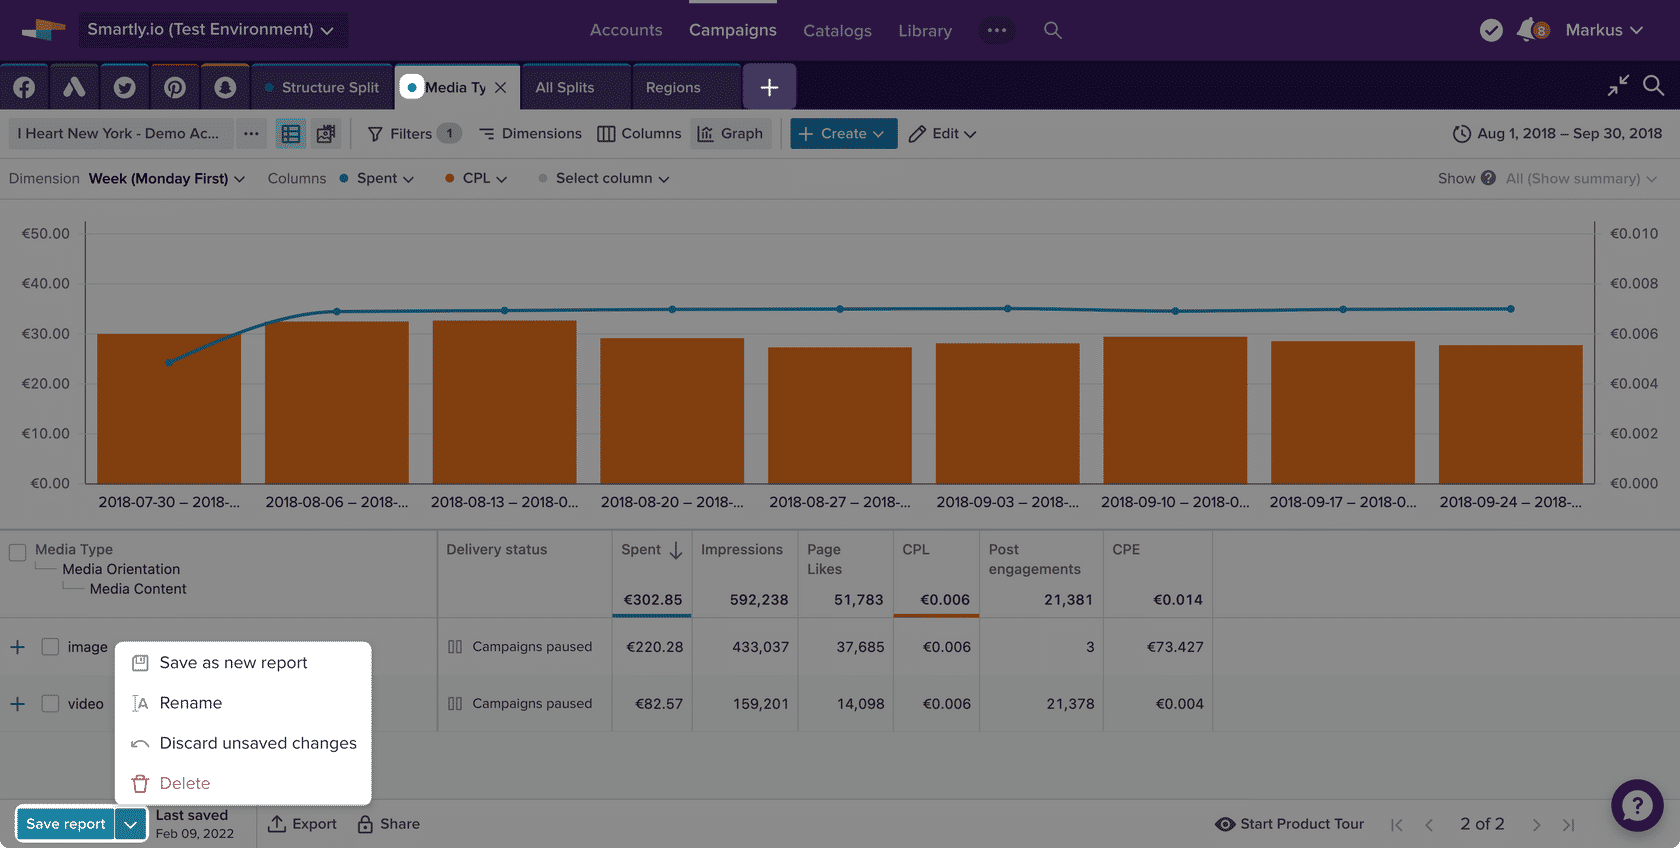 Smartly.io (Test Environment)
Accounts
Campaigns
Catalogs
Library
8
Markus
Structure Split
Media Ty
All Splits
Regions
I Heart New York - Demo Ac...
Filters 1
Dimensions
Columns
Graph
Create
Edit
Aug 1, 2018 – Sep 30, 2018
Dimension Week (Monday First)
Columns Spent CPL Select column
Show ? All (Show summary)
€50.00 €0.010
€40.00 €0.008
€30.00 €0.006
€20.00 €0.004
€10.00 €0.002
€0.00 €0.000
2018-07-30 – 2018-... 2018-08-06 – 2018-... 2018-08-13 – 2018-0... 2018-08-20 – 2018-... 2018-08-27 – 2018-... 2018-09-03 – 2018-... 2018-09-10 – 2018-0... 2018-09-17 – 2018-0... 2018-09-24 – 2018-...
Media Type
Media Orientation
Media Content
Delivery status
Spent
€302.85
Impressions
592,238
Page
Likes
51,783
CPL
€0.006
Post
engagements
21,381
CPE
€0.014
image Campaigns paused €220.28 433,037 37,685 €0.006 3 €73.427
video Campaigns paused €82.57 159,201 14,098 €0.006 21,378 €0.004
Save as new report
Rename
Discard unsaved changes
Delete
Save report
Last saved
Feb 09, 2022
Export
Share
Start Product Tour
2 of 2
?